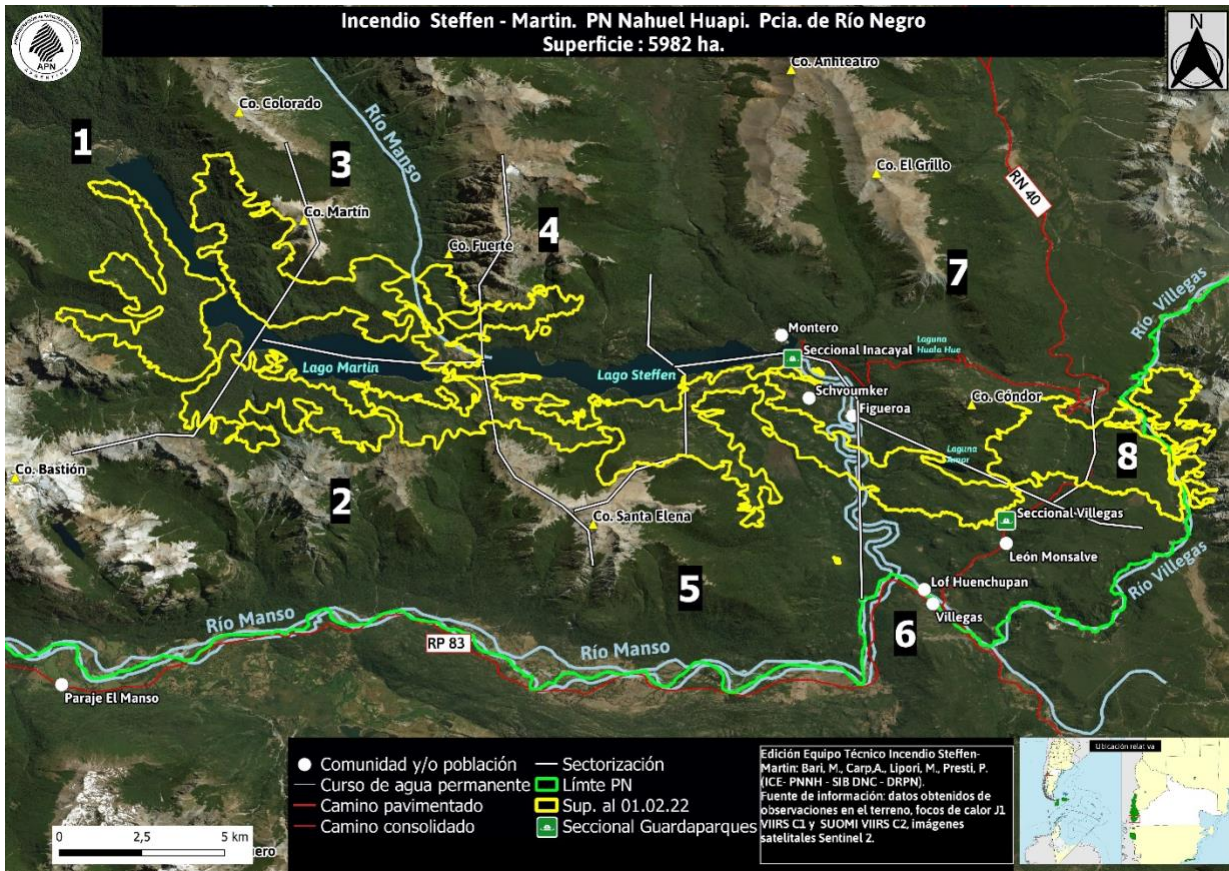 Incendio Steffen - Martin. PN Nahuel Huapi. Pcia. de Río Negro
Superficie : 5982 ha.
APN
ARGENTINA
N
Co. Anfiteatro
Co. Colorado
Río Manso
1
3
Co. Martín
4
Co. Fuerte
Co. El Grillo
RN 40
7
Río Villegas
Montero
Laguna
Huala Hue
Seccional Inacayal
Lago Martín
Lago Steffen
Schvoumker
Figueroa
Co. Cóndor
Laguna
8
Co. Bastión
2
Co. Santa Elena
Seccional Villegas
León Monsalve
5
Lof Huenchupan
Villegas
Río Villegas
Río Manso
RP 83
Río Manso
6
Paraje El Manso
Comunidad y/o población
Curso de agua permanente
Camino pavimentado
Camino consolidado
Sectorización
Límte PN
Sup. al 01.02.22
Seccional Guardaparques
Edición Equipo Técnico Incendio Steffen-
Martin: Bari, M., Carp,A., Lipori, M., Presti, P.
(ICE- PNNH - SIB DNC - DRPN).
Fuente de información: datos obtenidos de
observaciones en el terreno, focos de calor J1
VIIRS C1 y SUOMI VIIRS C2, imágenes
satelitales Sentinel 2.
Ubicación relativa
0 2,5 5 km